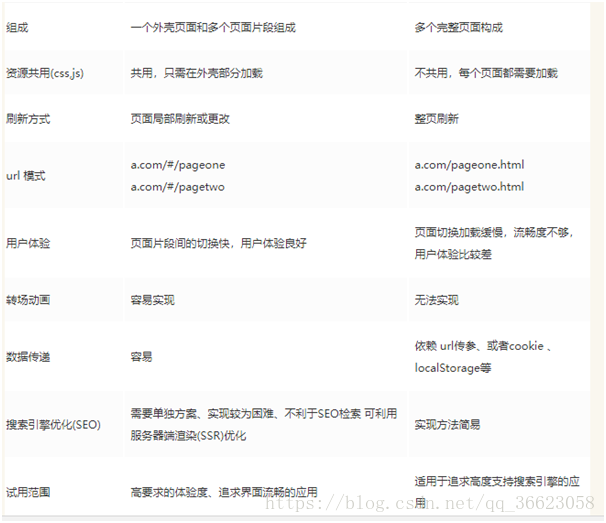 组成 一个外壳页面和多个页面片段组成 多个完整页面构成
资源共用(css,js) 共用，只需在外壳部分加载 不共用，每个页面都需要加载
刷新方式 页面局部刷新或更改 整页刷新
url 模式
a.com/#/pageone
a.com/#/pagetwo
a.com/pageone.html
a.com/pagetwo.html
用户体验 页面片段间的切换快，用户体验良好
页面切换加载缓慢，流畅度不够，
用户体验比较差
转场动画 容易实现 无法实现
数据传递 容易
依赖 url传参、或者cookie 、
localStorage等
搜索引擎优化(SEO)
需要单独方案、实现较为困难、不利于SEO检索 可利用
服务器端渲染(SSR)优化
实现方法简易
试用范围 高要求的体验度、追求界面流畅的应用
适用于追求高度支持搜索引擎的应
用
https://blog.csdn.net/qq_36623058